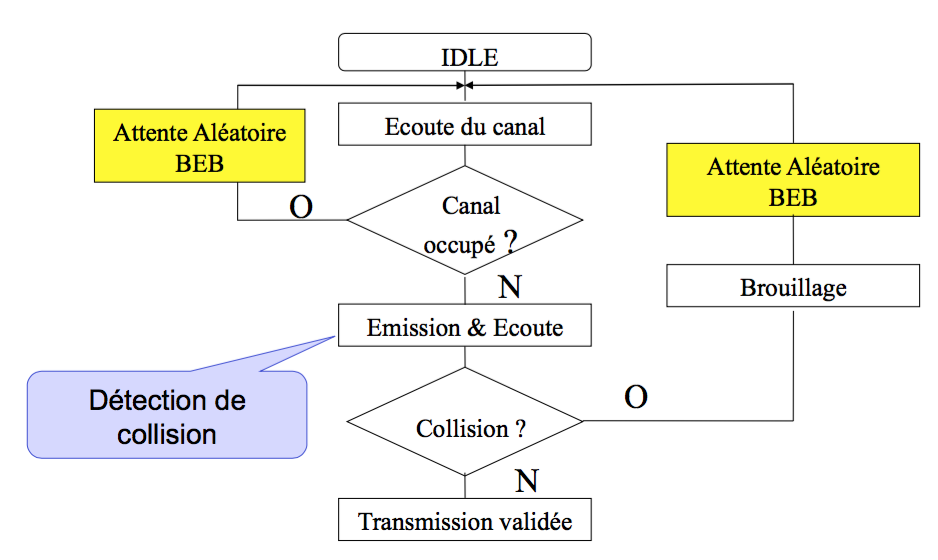 IDLE
Ecoute du canal
Attente Aléatoire
BEB
Attente Aléatoire
BEB
Canal
occupé ?
O
N
Brouillage
Emission & Ecoute
Détection de
collision
Collision ?
O
N
Transmission validée